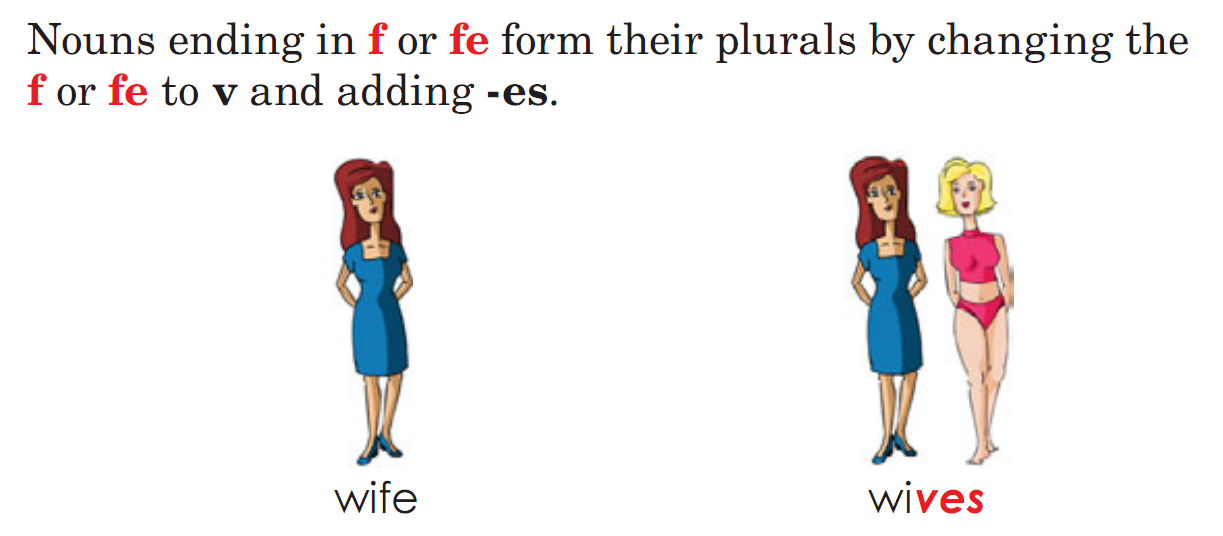 Nouns ending in f or fe form their plurals by changing the
f or fe to v and adding -es.
wife
wives